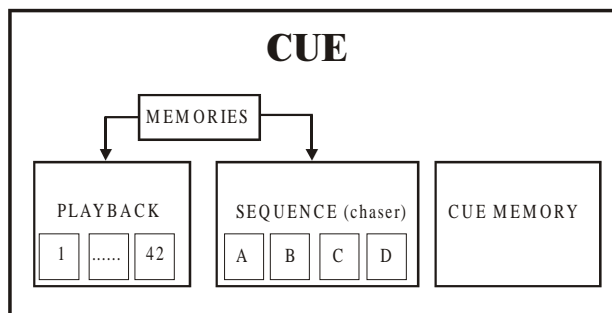 CUE
MEMORIES
PLAYBACK
1 ...... 42
SEQUENCE (chaser)
A B C D
CUE MEMORY